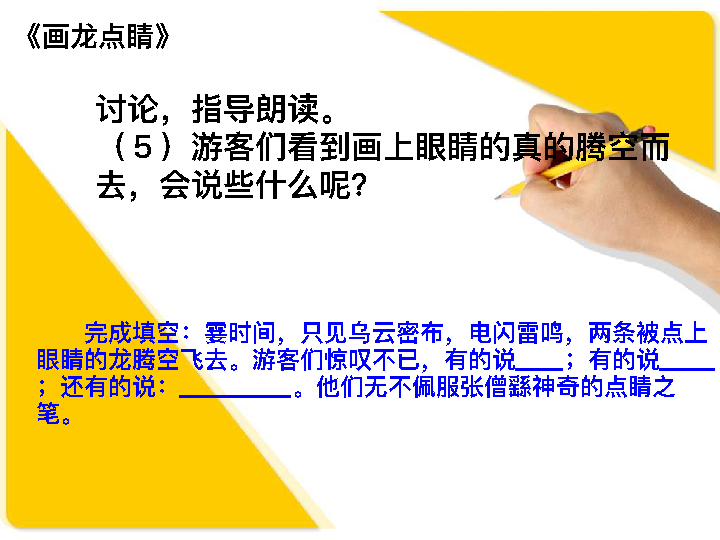 《画龙点睛》
讨论，指导朗读。
（５）游客们看到画上眼睛的真的腾空而
去，会说些什么呢?
完成填空：霎时间，只见乌云密布，电闪雷鸣，两条被点上
眼睛的龙腾空飞去。游客们惊叹不已，有的说____；有的说_____
；还有的说：__________。他们无不佩服张僧繇神奇的点睛之
笔。